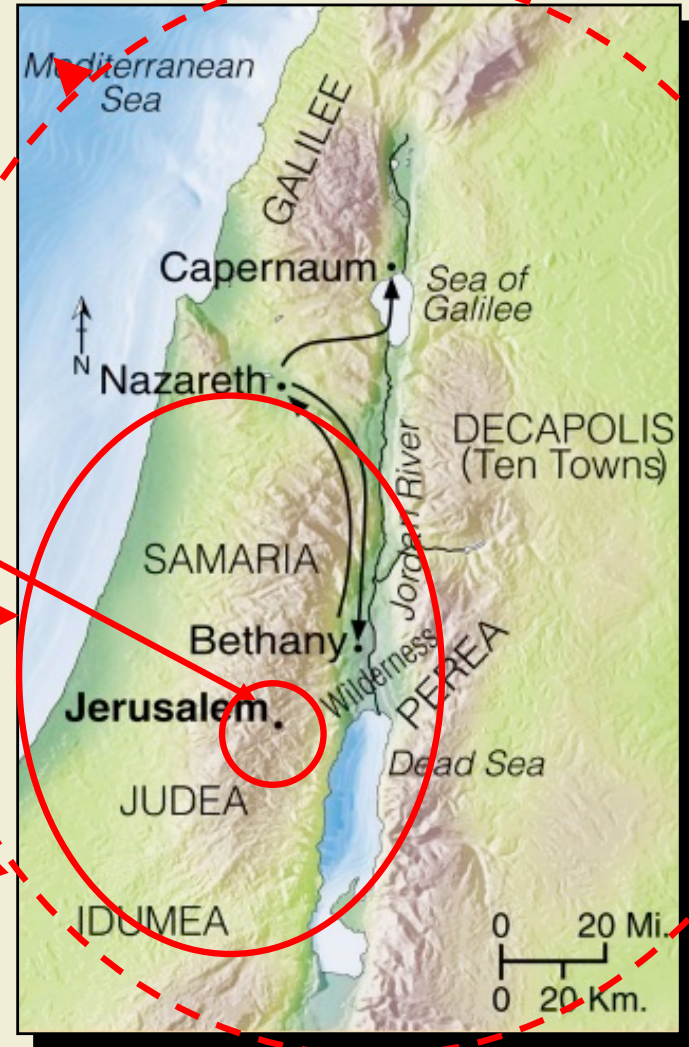 Mediterranean
Sea
GALILEE
Capernaum
Sea of
Galilee
N
Nazareth
DECAPOLIS
(Ten Towns)
Jordan River
SAMARIA
Bethany
Wilderness
PEREA
Jerusalem
Dead Sea
JUDEA
IDUMEA
0 20 Mi.
0 20 Km.